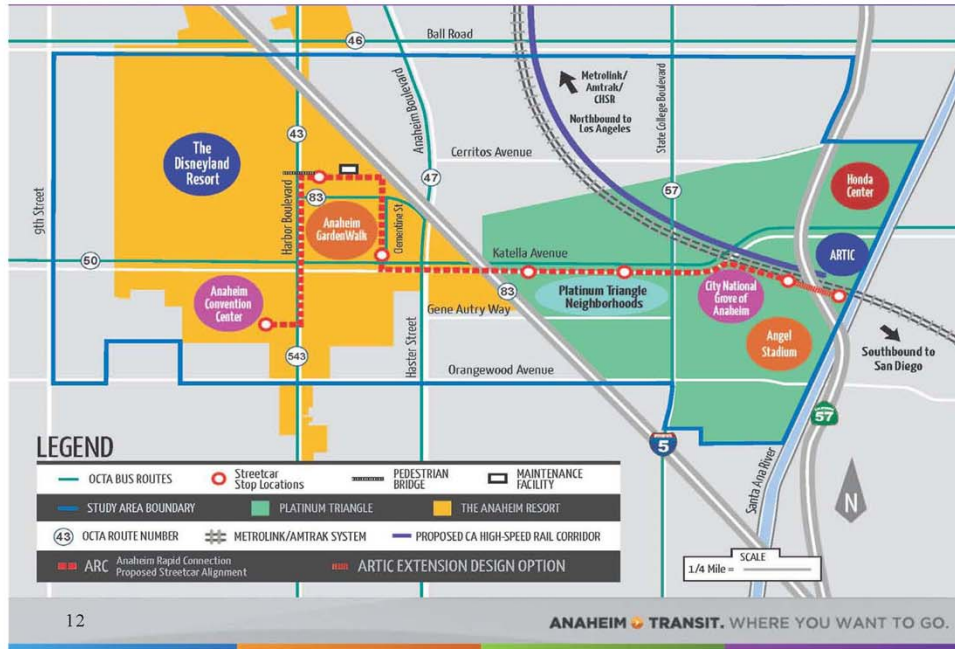 46
Ball Road
Metrolink/
Amtrak/
CHSR
Northbound to
Los Angeles
Anaheim Boulevard
State College Boulevard
43
The
Disneyland
Resort
Cerritos Avenue
Honda
Center
47
57
9th Street
Harbor Boulevard
83
Anaheim
GardenWalk
Clementine St
50
Katella Avenue
ARTIC
Anaheim
Convention
Center
83
Platinum Triangle
Neighborhoods
City National
Grove of
Anaheim
Gene Autry Way
Angel
Stadium
543
Haster Street
Orangewood Avenue
Southbound to
San Diego
57
5
Santa Ana River
N
LEGEND
OCTA BUS ROUTES
Streetcar
Stop Locations
PEDESTRIAN
BRIDGE
MAINTENANCE
FACILITY
STUDY AREA BOUNDARY
PLATINUM TRIANGLE
THE ANAHEIM RESORT
43
OCTA ROUTE NUMBER
METROLINK/AMTRAK SYSTEM
PROPOSED CA HIGH-SPEED RAIL CORRIDOR
ARC Anaheim Rapid Connection
Proposed Streetcar Alignment
ARTIC EXTENSION DESIGN OPTION
SCALE
1/4 Mile =
12
ANAHEIM TRANSIT. WHERE YOU WANT TO GO.